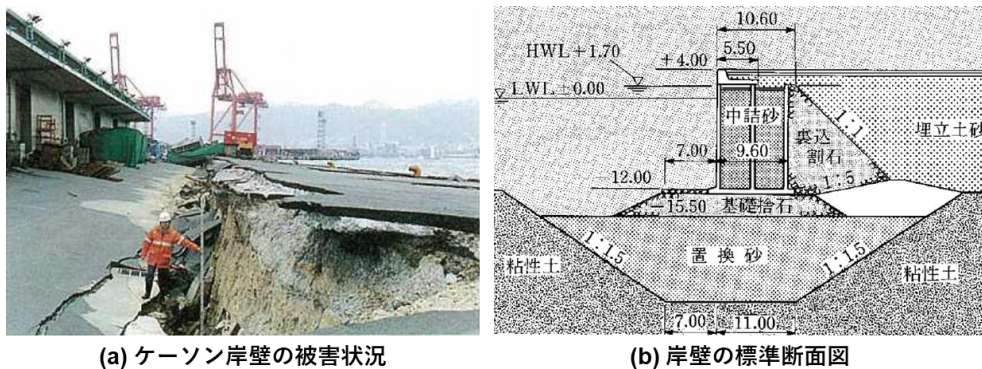 10.60
5.50
HWL+1.70
+4.00
LWL±0.00
中詰砂
埋立土砂
1:1
裏込
割石
7.00
9.60
-12.00
1:5
-15.50
基礎捨石
1:1.5
置換砂
1:1.5
粘性土
粘性土
7.00
11.00
(a) ケーソン岸壁の被害状況
(b) 岸壁の標準断面図